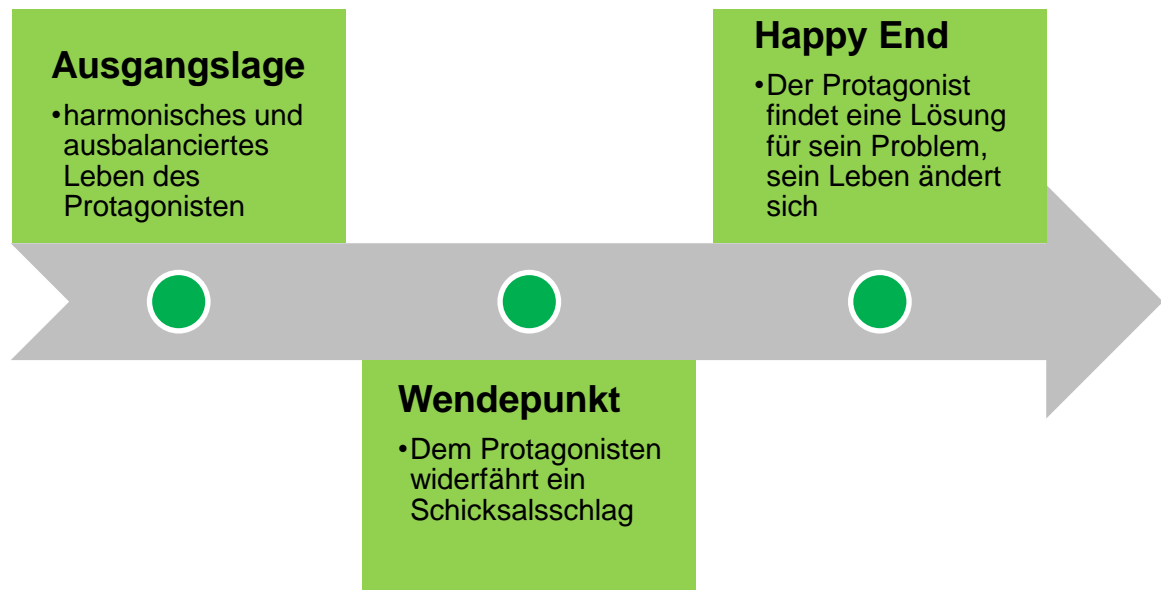 Ausgangslage
•harmonisches und
ausbalanciertes
Leben des
Protagonisten
Wendepunkt
•Dem Protagonisten
widerfährt ein
Schicksalsschlag
Happy End
•Der Protagonist
findet eine Lösung
für sein Problem,
sein Leben ändert
sich